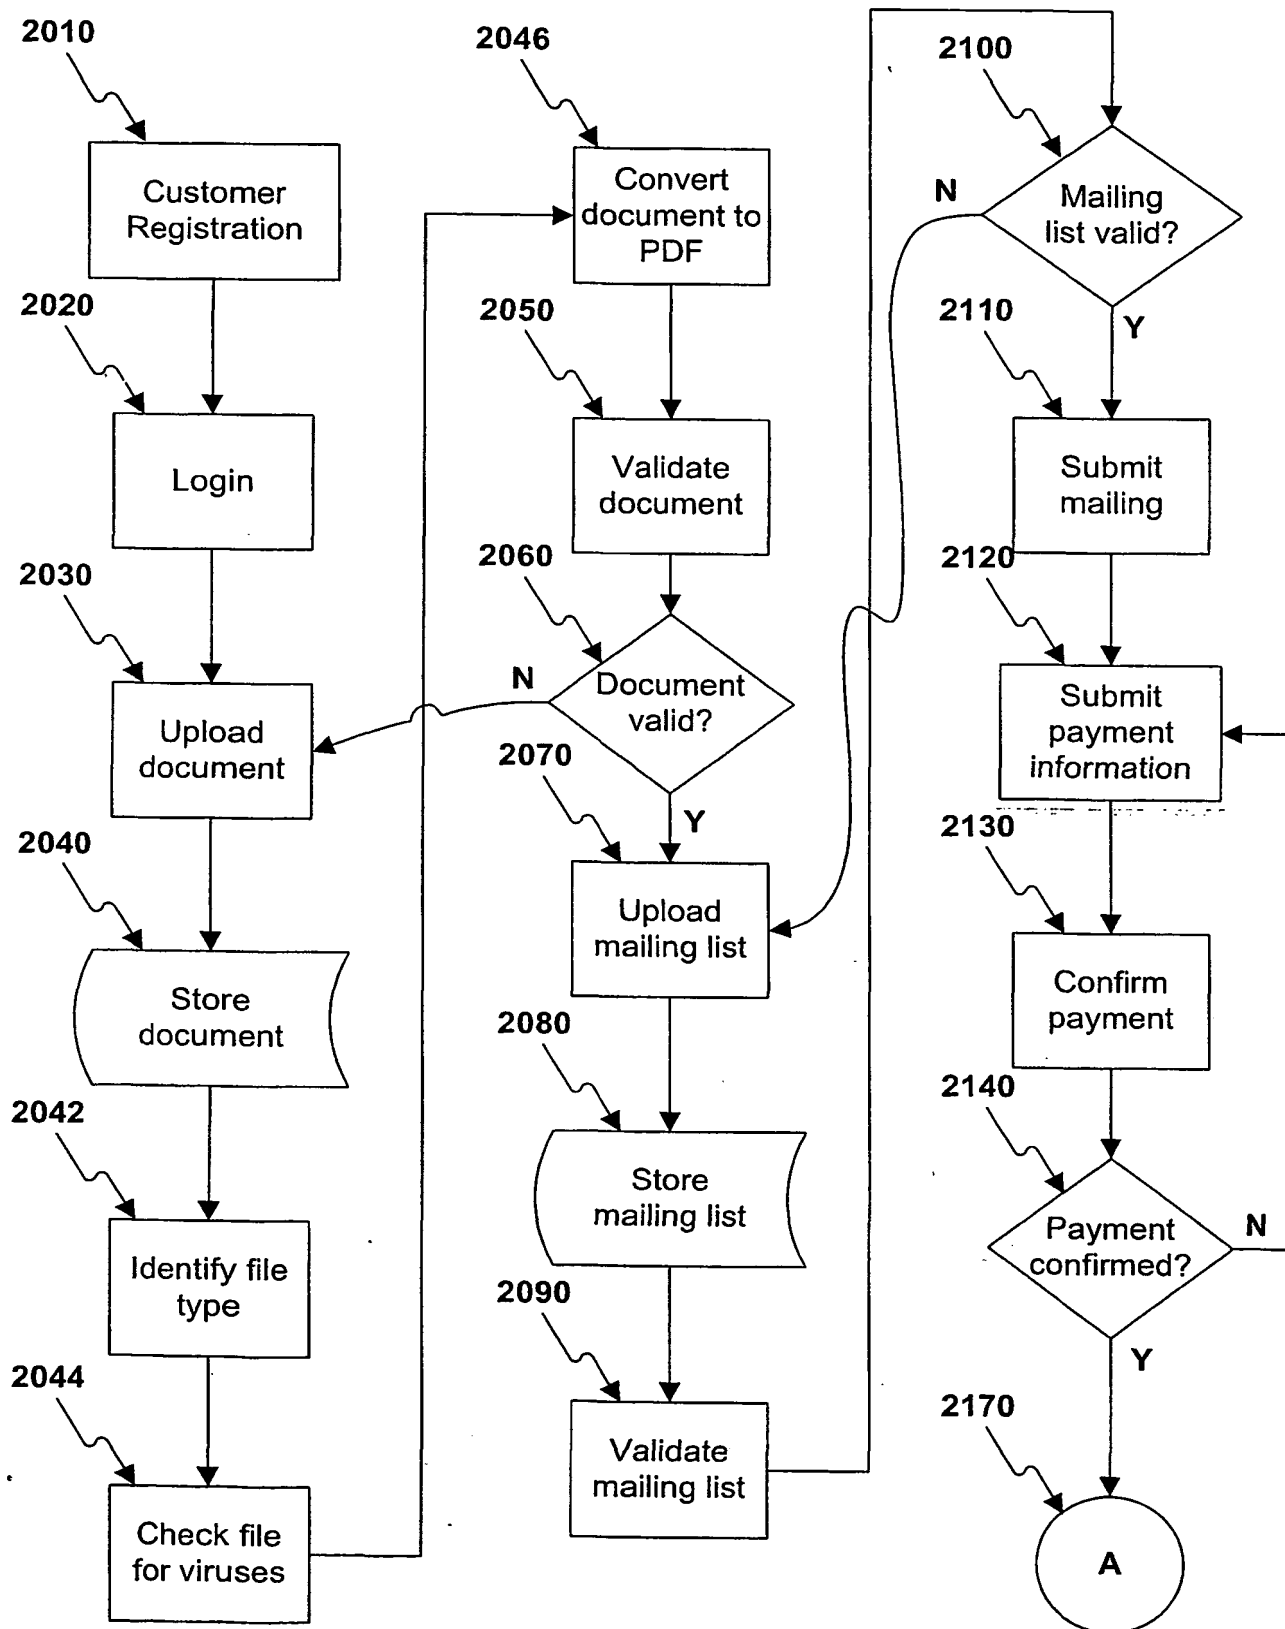 2010
Customer
Registration
2020
Login
2030
Upload
document
2040
Store
document
2042
Identify file
type
2044
Check file
for viruses
2046
Convert
document to
PDF
2050
Validate
document
2060
Document
valid?
N
Y
2070
Upload
mailing list
2080
Store
mailing list
2090
Validate
mailing list
2100
Mailing
list valid?
N
Y
2110
Submit
mailing
2120
Submit
payment
information
2130
Confirm
payment
2140
Payment
confirmed?
N
Y
2170
A